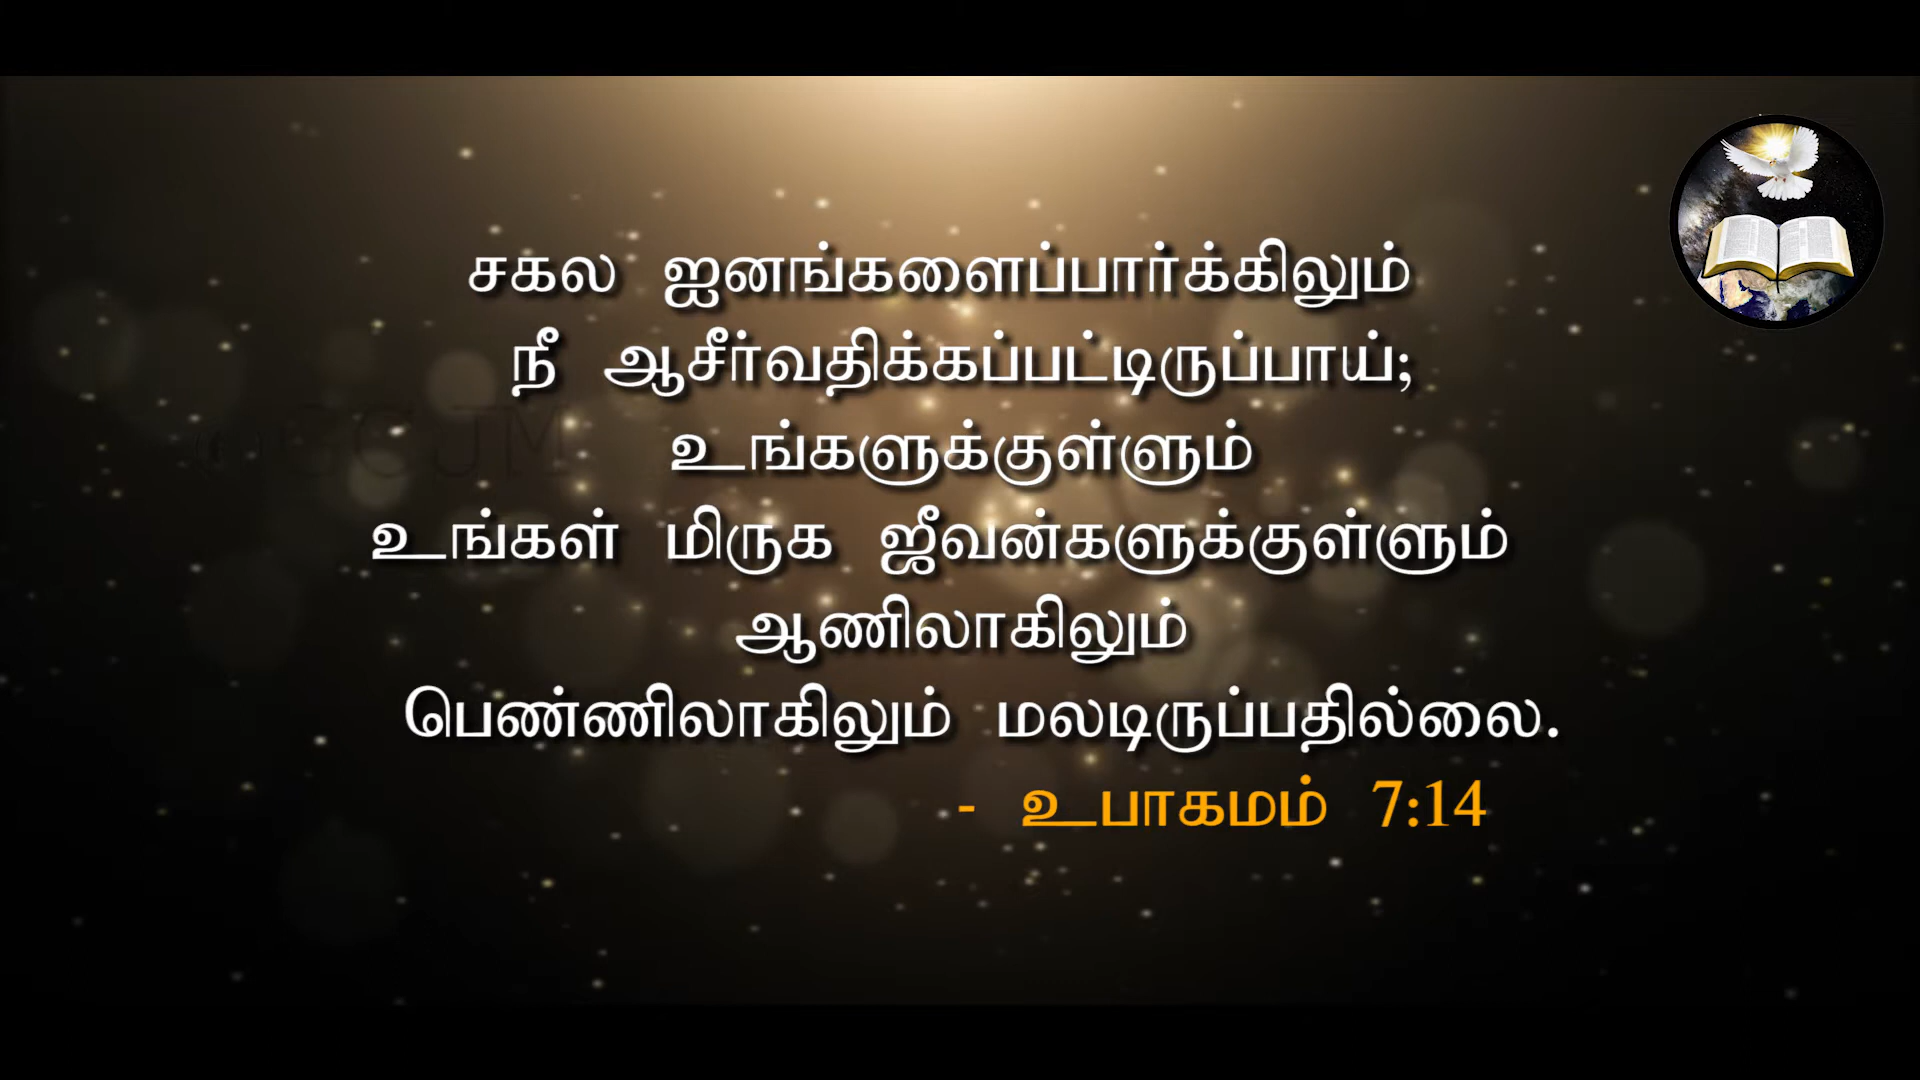 சகல ஜனங்களைப்பார்க்கிலும்
நீ ஆசீர்வதிக்கப்பட்டிருப்பாய்;
உங்களுக்குள்ளும்
உங்கள் மிருக ஜீவன்களுக்குள்ளும்
ஆணிலாகிலும்
பெண்ணிலாகிலும் மலடிருப்பதில்லை.
- உபாகமம் 7:14